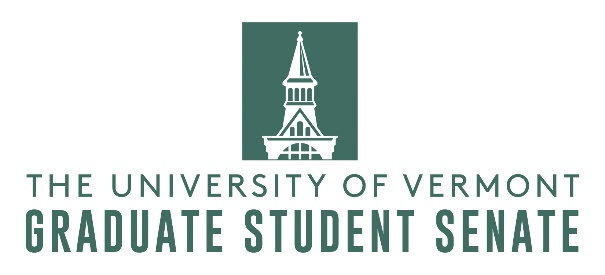 THE UNIVERSITY OF VERMONT
GRADUATE STUDENT SENATE